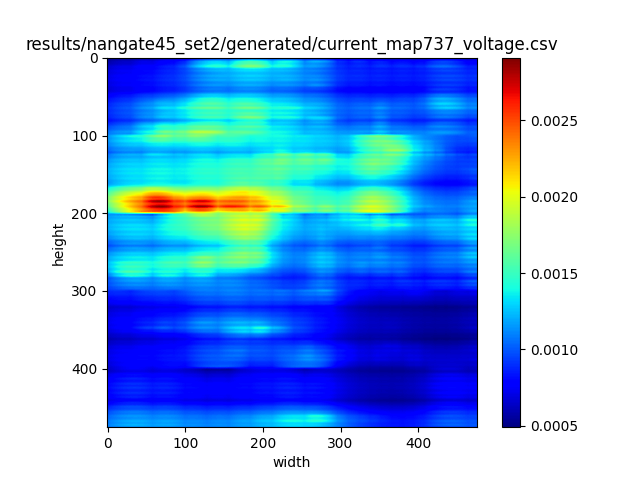 results/nangate45_set2/generated/current_map737_voltage.csv
0
100
200
300
400
height
0 100 200 300 400
width
0.0025
0.0020
0.0015
0.0010
0.0005